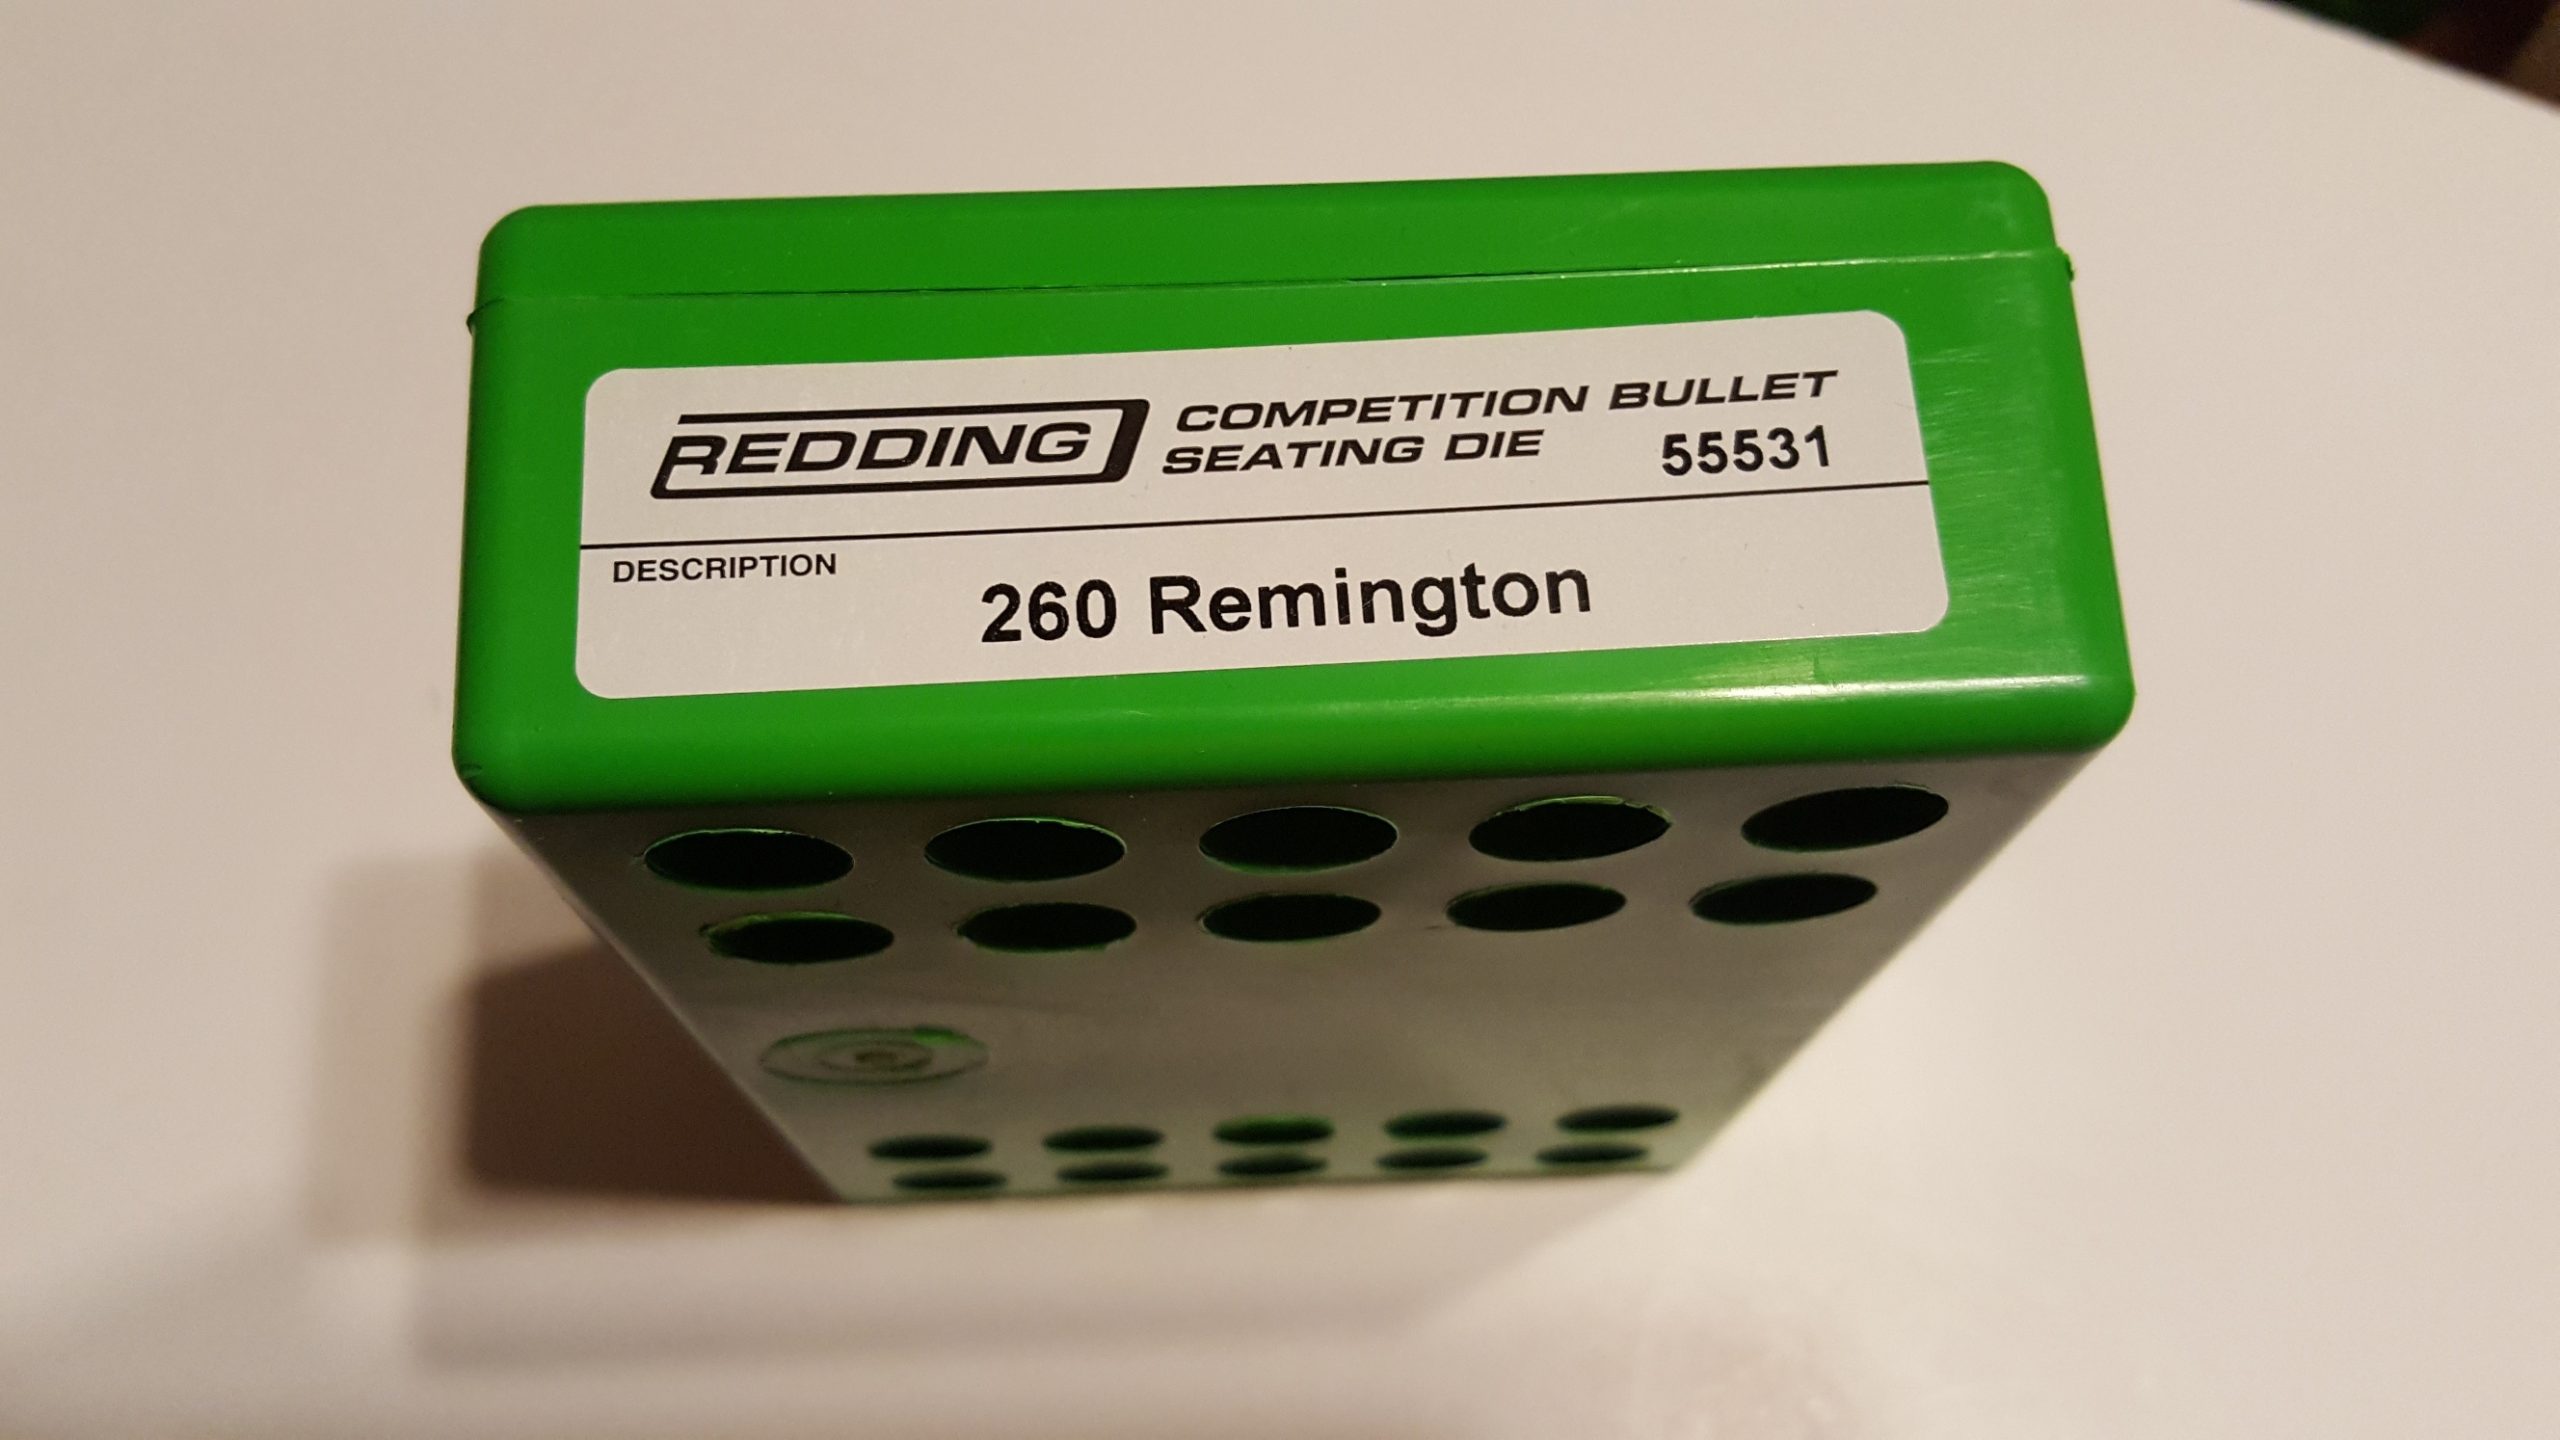 REDDING
COMPETITION BULLET
SEATING DIE 55531
DESCRIPTION
260 Remington